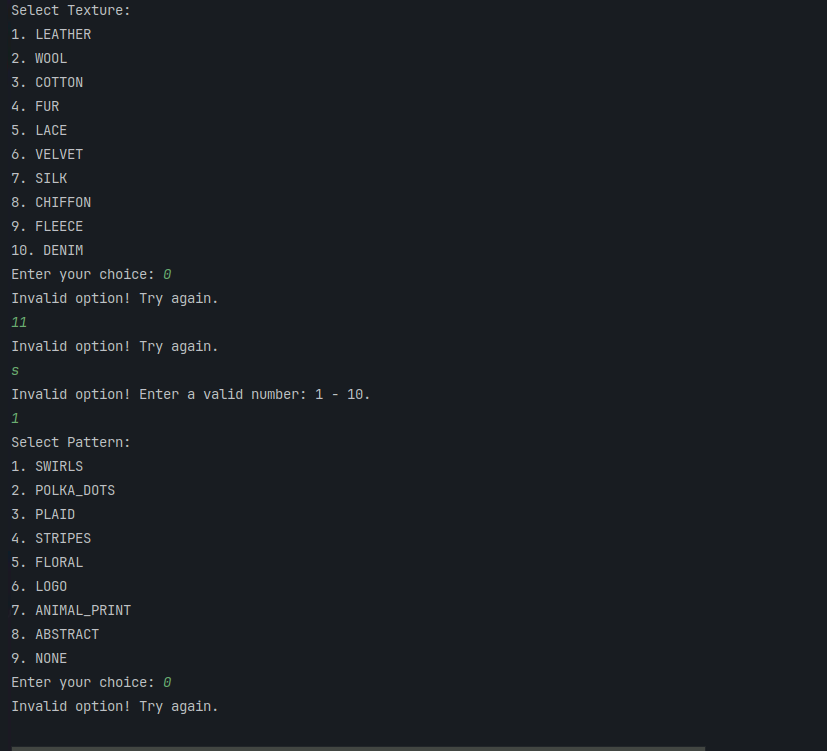 Select Texture:
1. LEATHER
2. WOOL
3. COTTON
4. FUR
5. LACE
6. VELVET
7. SILK
8. CHIFFON
9. FLEECE
10. DENIM
Enter your choice: 0
Invalid option! Try again.
11
Invalid option! Try again.
s
Invalid option! Enter a valid number: 1 - 10.
1
Select Pattern:
1. SWIRLS
2. POLKA_DOTS
3. PLAID
4. STRIPES
5. FLORAL
6. LOGO
7. ANIMAL_PRINT
8. ABSTRACT
9. NONE
Enter your choice: 0
Invalid option! Try again.